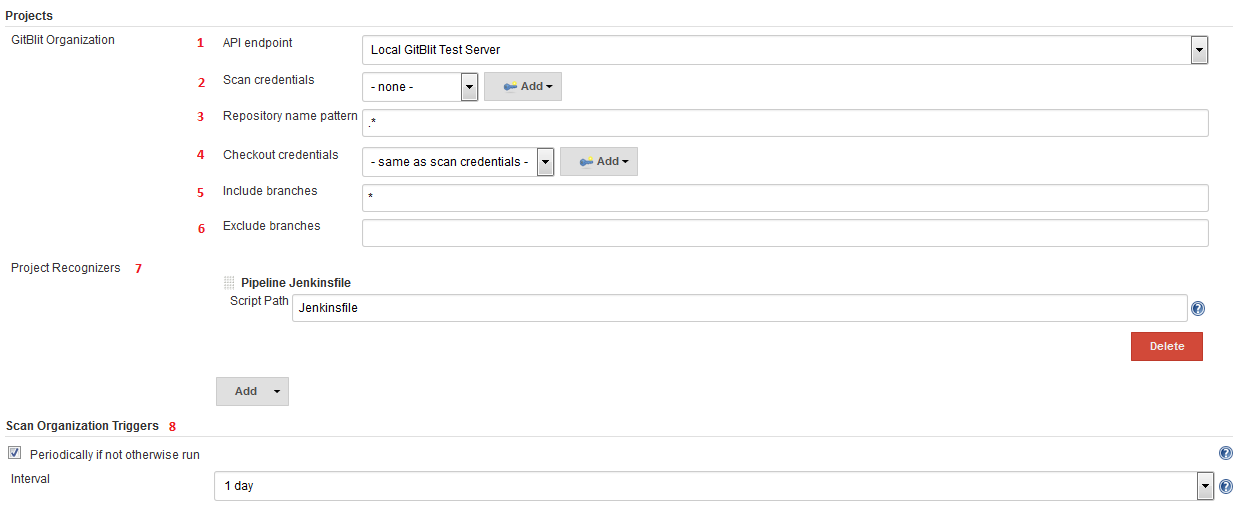 Projects
GitBlit Organization 1 API endpoint Local GitBlit Test Server
2 Scan credentials - none - Add
3 Repository name pattern .*
4 Checkout credentials - same as scan credentials - Add
5 Include branches *
6 Exclude branches
Project Recognizers 7
Pipeline Jenkinsfile
Script Path Jenkinsfile ?
Delete
Add
Scan Organization Triggers 8
Periodically if not otherwise run ?
Interval 1 day ?